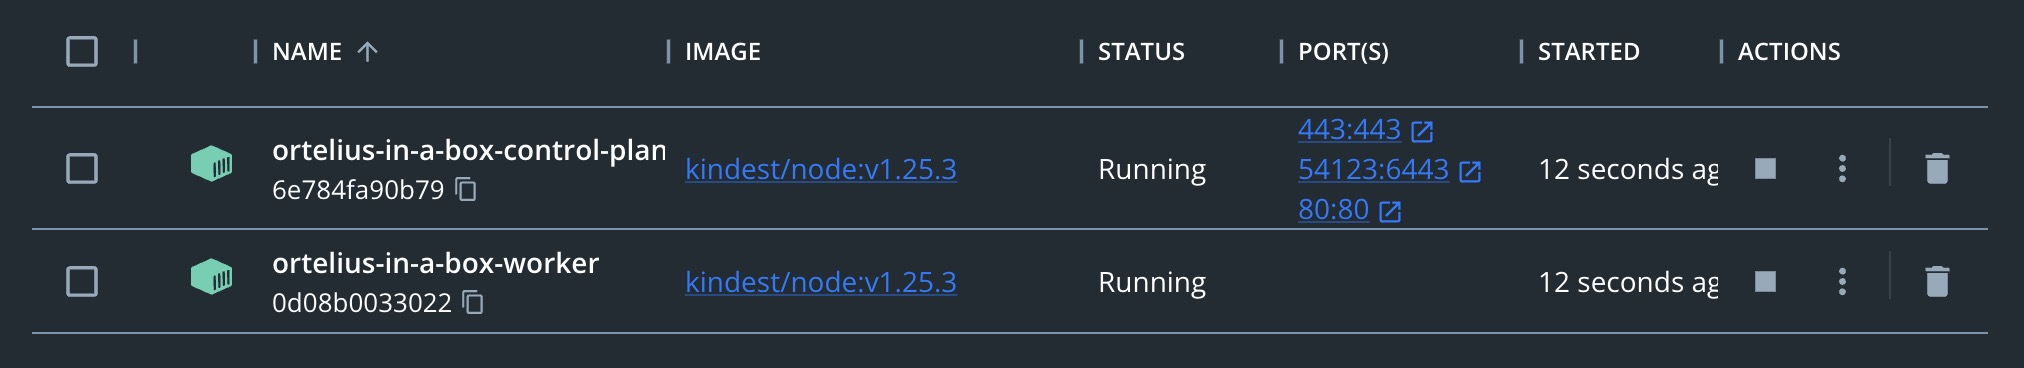 NAME IMAGE STATUS PORT(S) STARTED ACTIONS
ortelius-in-a-box-control-plan
6e784fa90b79
kindest/node:v1.25.3
Running
443:443
54123:6443
80:80
12 seconds ag
ortelius-in-a-box-worker
0d08b0033022
kindest/node:v1.25.3
Running
12 seconds ag